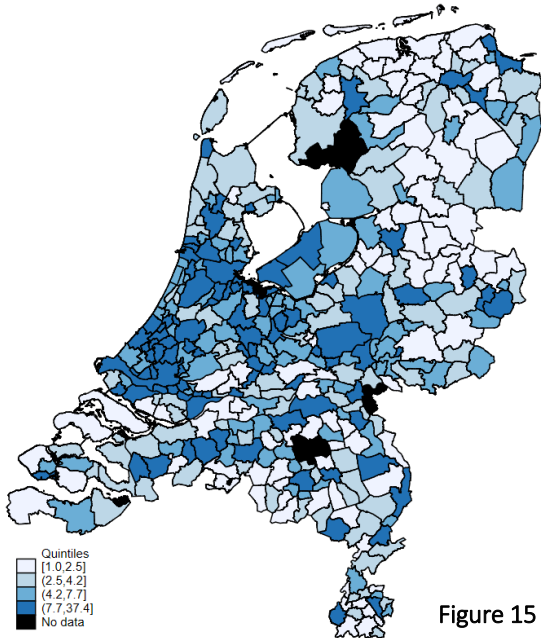 Quintiles
[1.0,2.5]
(2.5,4.2]
(4.2,7.7]
(7.7,37.4]
No data
Figure 15